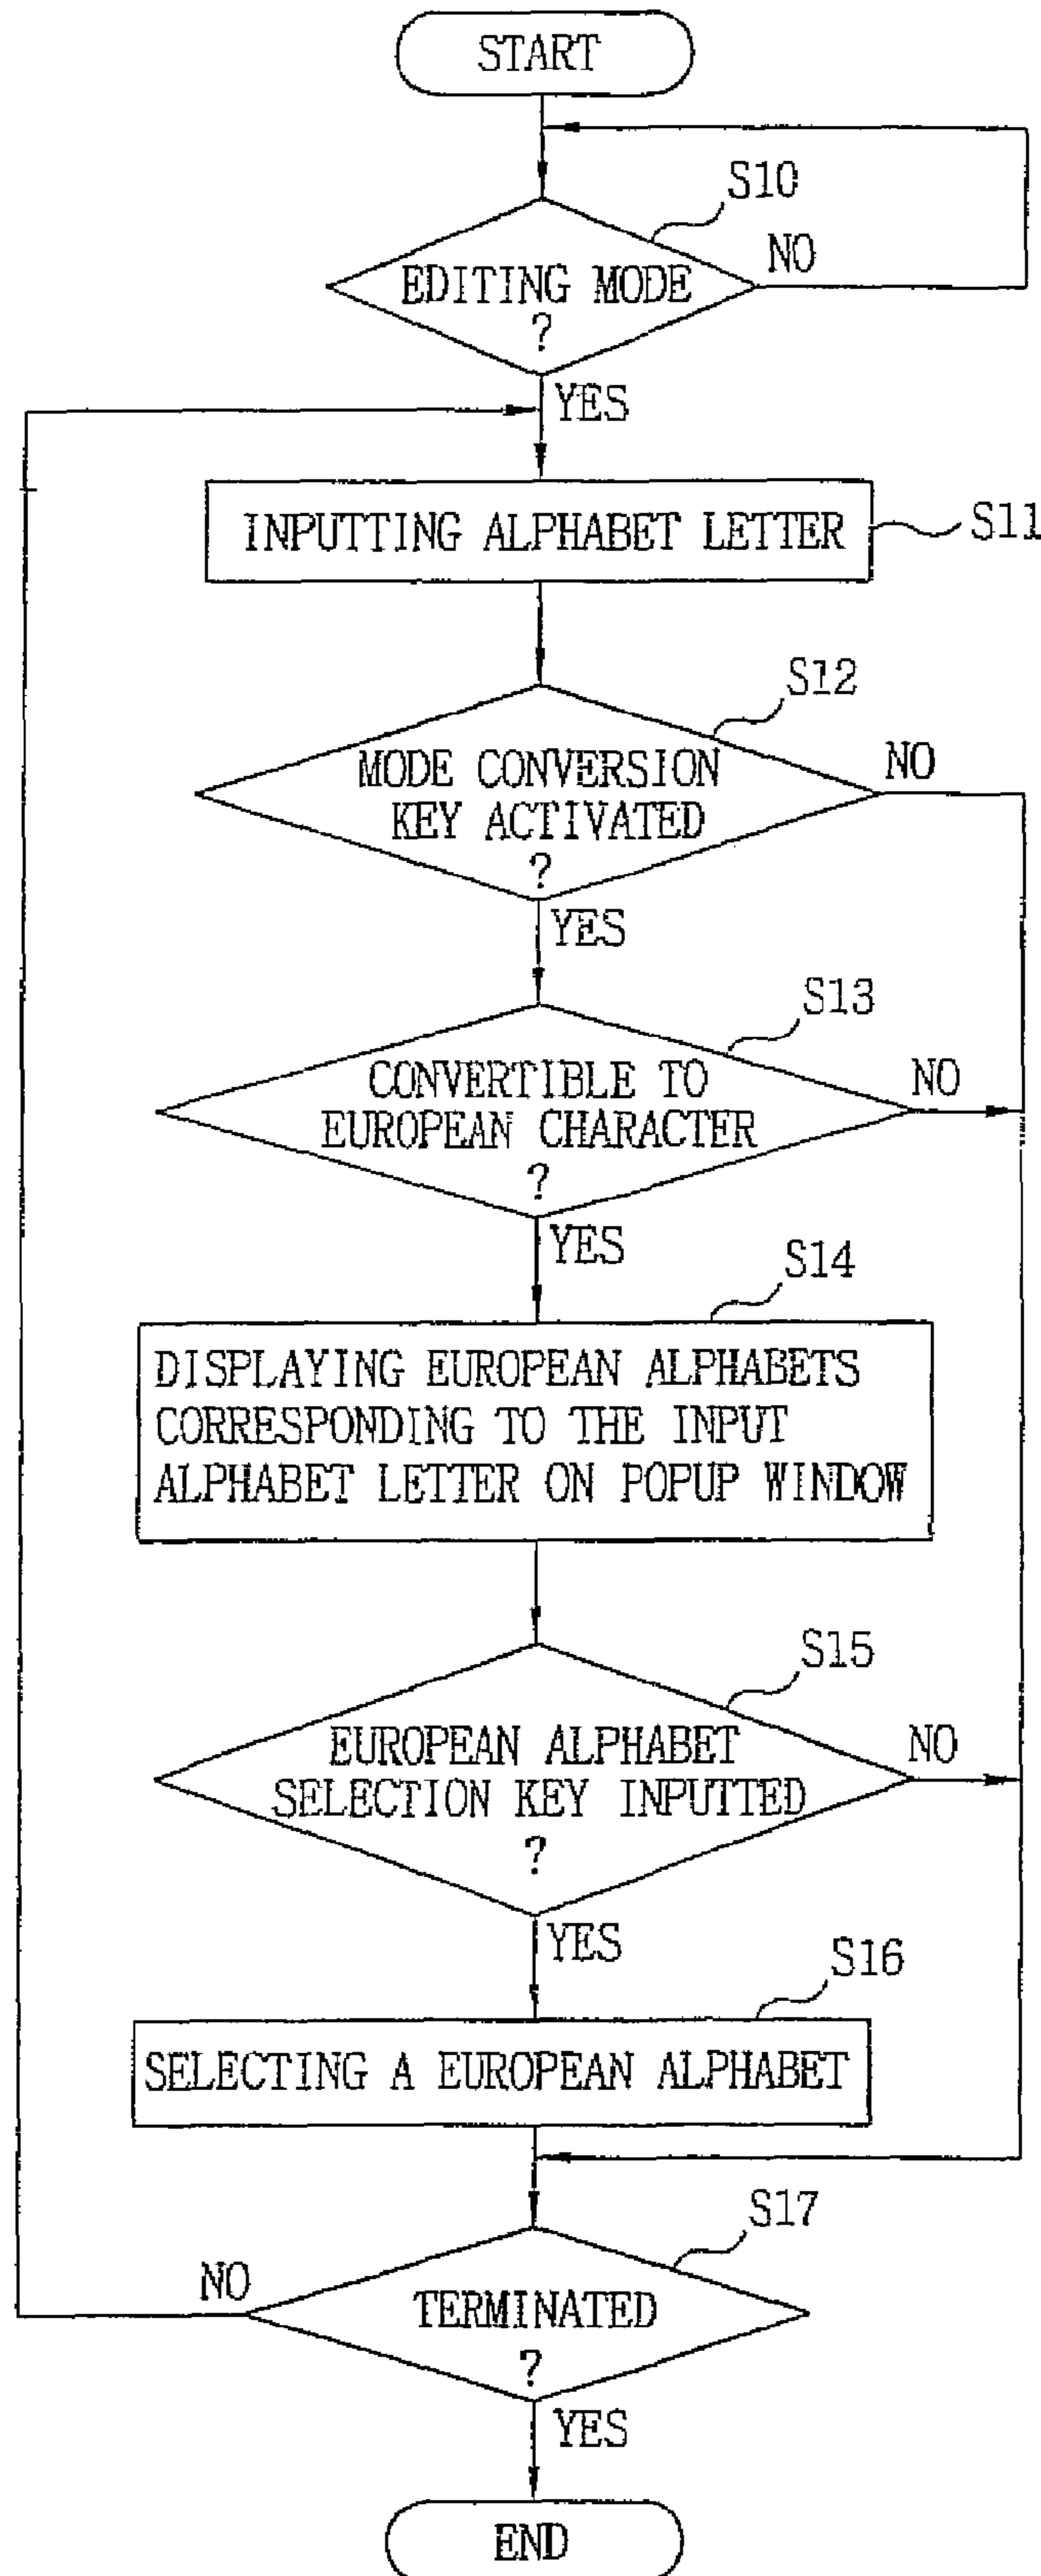 START
S10
NO
EDITING MODE
?
YES
INPUTTING ALPHABET LETTER
S11
S12
NO
MODE CONVERSION
KEY ACTIVATED
?
YES
S13
NO
CONVERTIBLE TO
EUROPEAN CHARACTER
?
YES
S14
DISPLAYING EUROPEAN ALPHABETS
CORRESPONDING TO THE INPUT
ALPHABET LETTER ON POPUP WINDOW
S15
NO
EUROPEAN ALPHABET
SELECTION KEY INPUTTED
?
YES
S16
SELECTING A EUROPEAN ALPHABET
S17
NO
TERMINATED
?
YES
END